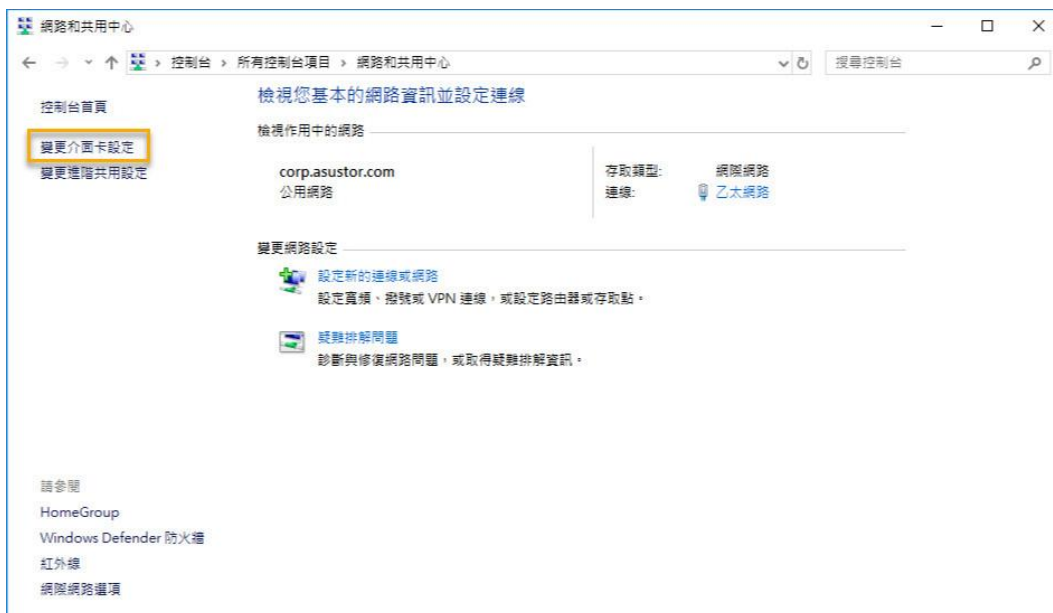 網路和共用中心
控制台 › 所有控制台項目 › 網路和共用中心
搜尋控制台
控制台首頁
變更介面卡設定
變更進階共用設定
檢視您基本的網路資訊並設定連線
檢視作用中的網路
corp.asustor.com
公用網路
存取類型: 網際網路
連線: 乙太網路
變更網路設定
設定新的連線或網路
設定寬頻、撥號或 VPN 連線,或設定路由器或存取點。
疑難排解問題
診斷與修復網路問題,或取得疑難排解資訊。
請參閱
HomeGroup
Windows Defender 防火牆
紅外線
網際網路選項